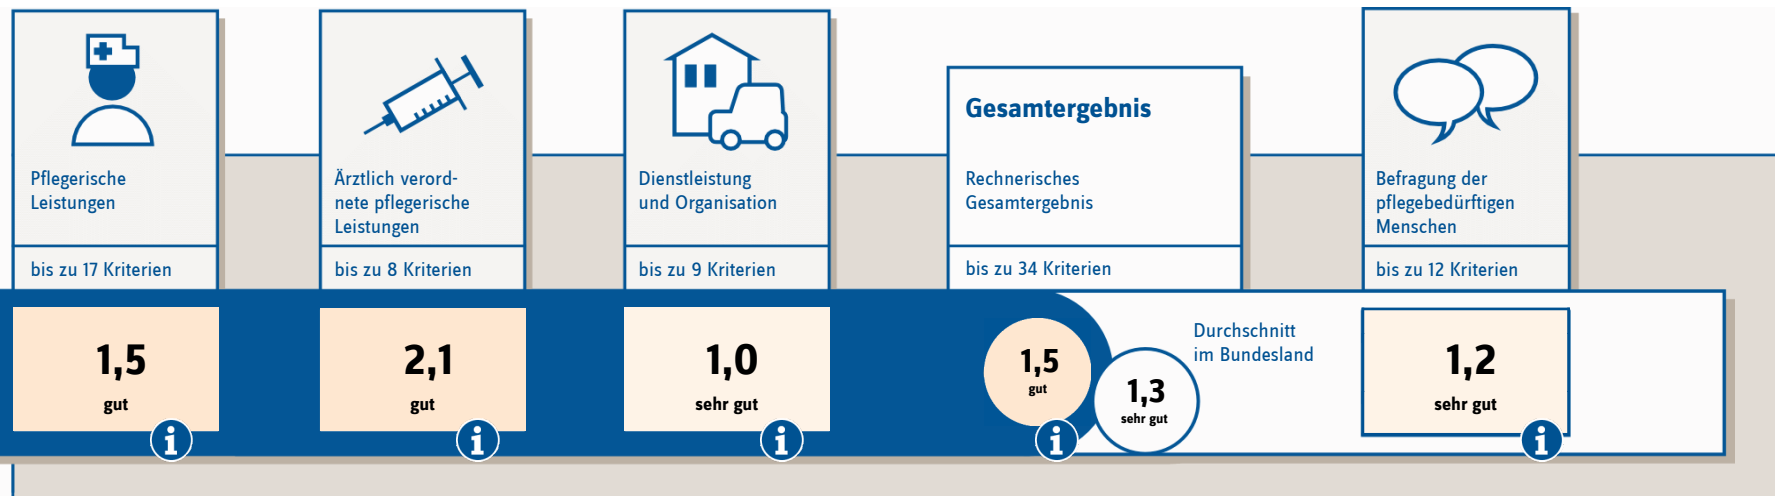 Pflegerische
Leistungen
bis zu 17 Kriterien
1,5
gut
i
Ärztlich verord-
nete pflegerische
Leistungen
bis zu 8 Kriterien
2,1
gut
i
Dienstleistung
und Organisation
bis zu 9 Kriterien
1,0
sehr gut
i
Gesamtergebnis
Rechnerisches
Gesamtergebnis
bis zu 34 Kriterien
1,5
gut
i
1,3
sehr gut
Durchschnitt
im Bundesland
Befragung der
pflegebedürftigen
Menschen
bis zu 12 Kriterien
1,2
sehr gut
i